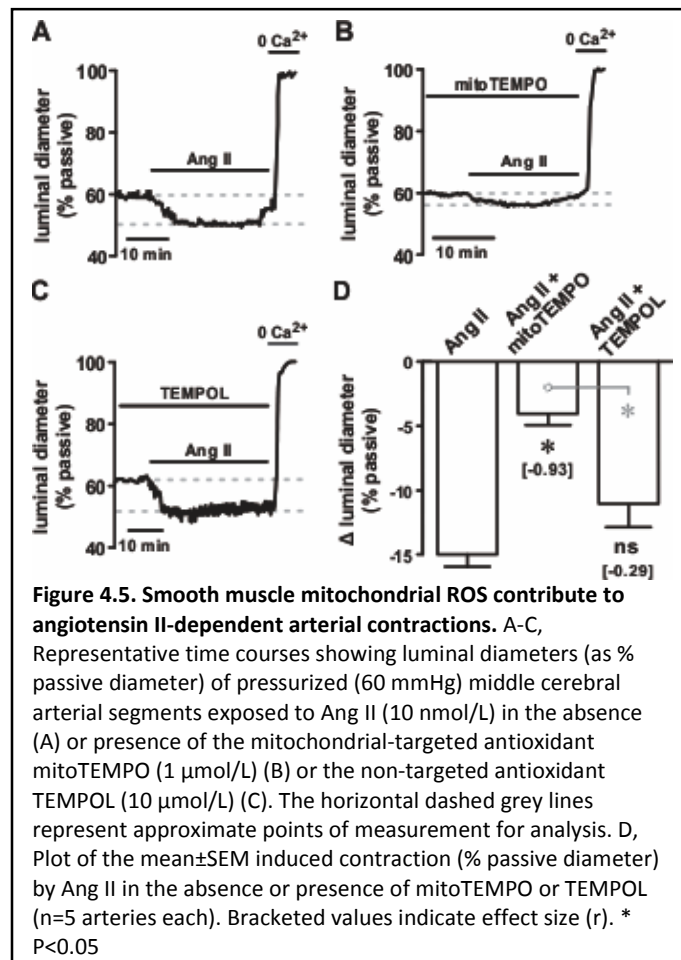 A
0 Ca²⁺
100
80
60
40
luminal diameter
(% passive)
Ang II
10 min
B
0 Ca²⁺
100
80
60
40
luminal diameter
(% passive)
mitoTEMPO
Ang II
10 min
C
0 Ca²⁺
100
80
60
40
luminal diameter
(% passive)
TEMPOL
Ang II
10 min
D
Ang II
Ang II +
mitoTEMPO
Ang II +
TEMPOL
0
-5
-10
-15
Δ luminal diameter
(% passive)
*
[-0.93]
*
ns
[-0.29]
Figure 4.5. Smooth muscle mitochondrial ROS contribute to
angiotensin II-dependent arterial contractions. A-C,
Representative time courses showing luminal diameters (as %
passive diameter) of pressurized (60 mmHg) middle cerebral
arterial segments exposed to Ang II (10 nmol/L) in the absence
(A) or presence of the mitochondrial-targeted antioxidant
mitoTEMPO (1 µmol/L) (B) or the non-targeted antioxidant
TEMPOL (10 µmol/L) (C). The horizontal dashed grey lines
represent approximate points of measurement for analysis. D,
Plot of the mean±SEM induced contraction (% passive diameter)
by Ang II in the absence or presence of mitoTEMPO or TEMPOL
(n=5 arteries each). Bracketed values indicate effect size (r). *
P<0.05